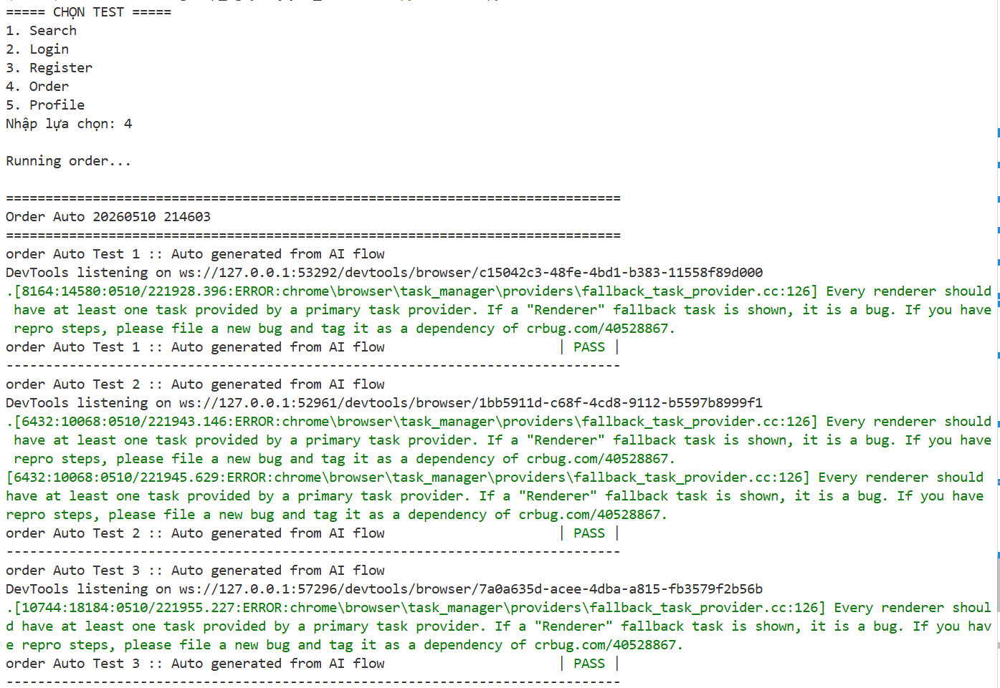 ===== CHỌN TEST =====
1. Search
2. Login
3. Register
4. Order
5. Profile
Nhập lựa chọn: 4
Running order...
==============================================================================
Order Auto 20260510 214603
==============================================================================
order Auto Test 1 :: Auto generated from AI flow
DevTools listening on ws://127.0.0.1:53292/devtools/browser/c15042c3-48fe-4bd1-b383-11558f89d000
.[8164:14580:0510/221928.396:ERROR:chrome\browser\task_manager\providers\fallback_task_provider.cc:126] Every renderer should
have at least one task provided by a primary task provider. If a "Renderer" fallback task is shown, it is a bug. If you have
repro steps, please file a new bug and tag it as a dependency of crbug.com/40528867.
order Auto Test 1 :: Auto generated from AI flow                      | PASS |
------------------------------------------------------------------------------
order Auto Test 2 :: Auto generated from AI flow
DevTools listening on ws://127.0.0.1:52961/devtools/browser/1bb5911d-c68f-4cd8-9112-b5597b8999f1
.[6432:10068:0510/221943.146:ERROR:chrome\browser\task_manager\providers\fallback_task_provider.cc:126] Every renderer should
have at least one task provided by a primary task provider. If a "Renderer" fallback task is shown, it is a bug. If you have
repro steps, please file a new bug and tag it as a dependency of crbug.com/40528867.
[6432:10068:0510/221945.629:ERROR:chrome\browser\task_manager\providers\fallback_task_provider.cc:126] Every renderer should
have at least one task provided by a primary task provider. If a "Renderer" fallback task is shown, it is a bug. If you have
repro steps, please file a new bug and tag it as a dependency of crbug.com/40528867.
order Auto Test 2 :: Auto generated from AI flow                      | PASS |
------------------------------------------------------------------------------
order Auto Test 3 :: Auto generated from AI flow
DevTools listening on ws://127.0.0.1:57296/devtools/browser/7a0a635d-acee-4dba-a815-fb3579f2b56b
.[10744:18184:0510/221955.227:ERROR:chrome\browser\task_manager\providers\fallback_task_provider.cc:126] Every renderer shoul
d have at least one task provided by a primary task provider. If a "Renderer" fallback task is shown, it is a bug. If you hav
e repro steps, please file a new bug and tag it as a dependency of crbug.com/40528867.
order Auto Test 3 :: Auto generated from AI flow                      | PASS |
------------------------------------------------------------------------------